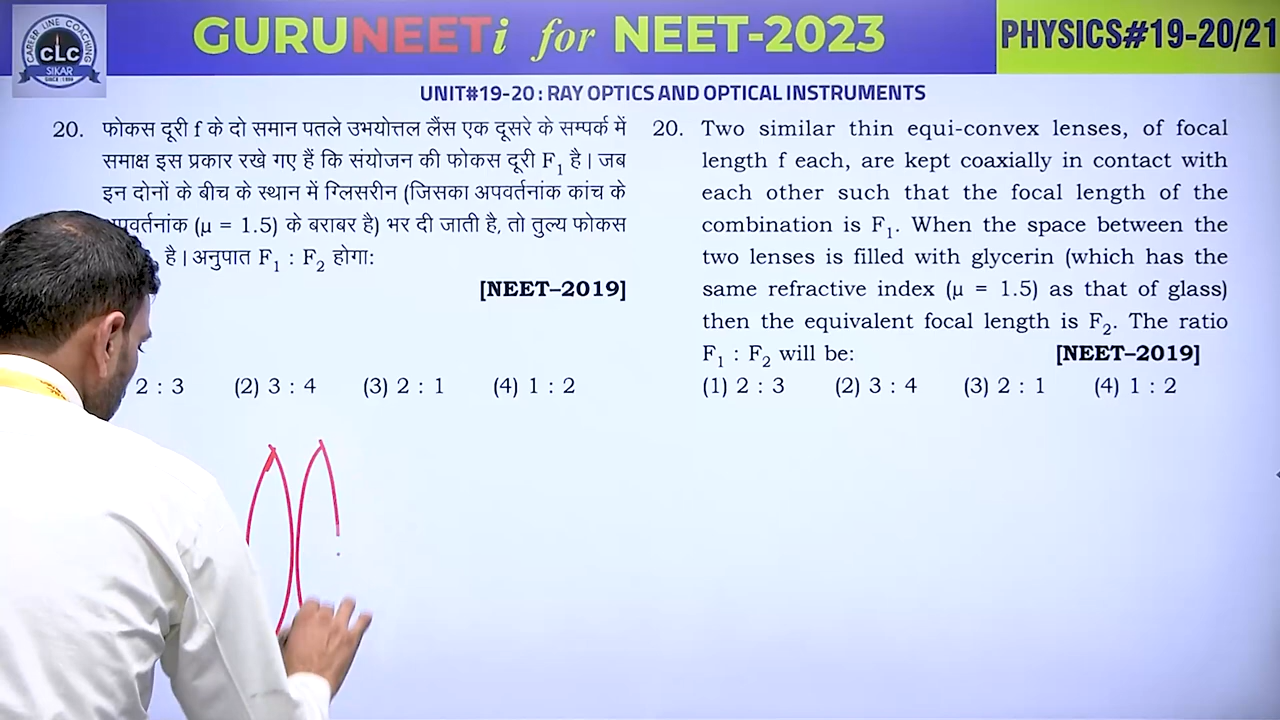 CAREER LINE COACHING
CLC
SIKAR
SINCE : 1996
GURUNEETi for NEET-2023
PHYSICS#19-20/21
UNIT#19-20 : RAY OPTICS AND OPTICAL INSTRUMENTS
20. फोकस दूरी f के दो समान पतले उभयोत्तल लैंस एक दूसरे के सम्पर्क में
समाक्ष इस प्रकार रखे गए हैं कि संयोजन की फोकस दूरी F₁ है। जब
इन दोनों के बीच के स्थान में ग्लिसरीन (जिसका अपवर्तनांक कांच के
(μ = 1.5) के बराबर है) भर दी जाती है, तो तुल्य फोकस
है। अनुपात F₁ : F₂ होगा:
[NEET–2019]
2 : 3 (2) 3 : 4 (3) 2 : 1 (4) 1 : 2
20. Two similar thin equi-convex lenses, of focal
length f each, are kept coaxially in contact with
each other such that the focal length of the
combination is F₁. When the space between the
two lenses is filled with glycerin (which has the
same refractive index (μ = 1.5) as that of glass)
then the equivalent focal length is F₂. The ratio
F₁ : F₂ will be: [NEET–2019]
(1) 2 : 3 (2) 3 : 4 (3) 2 : 1 (4) 1 : 2